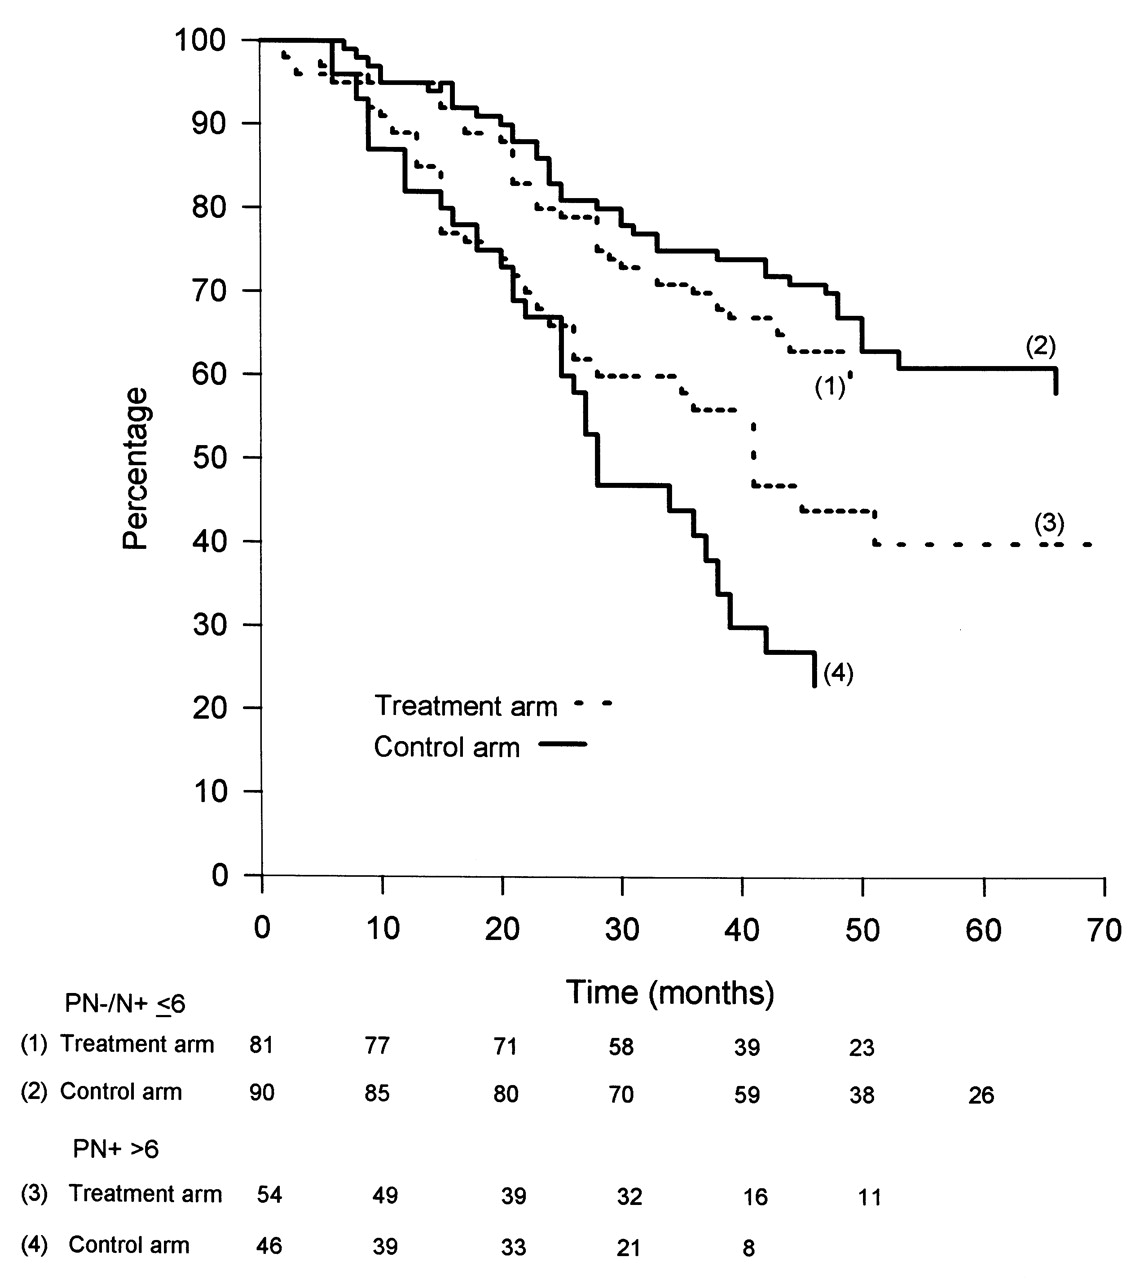 100
90
80
70
60
50
40
30
20
10
0
Percentage
(2)
(1)
(3)
(4)
Treatment arm
Control arm
0 10 20 30 40 50 60 70
Time (months)
PN-/N+ ≤6
(1) Treatment arm 81 77 71 58 39 23
(2) Control arm 90 85 80 70 59 38 26
PN+ >6
(3) Treatment arm 54 49 39 32 16 11
(4) Control arm 46 39 33 21 8